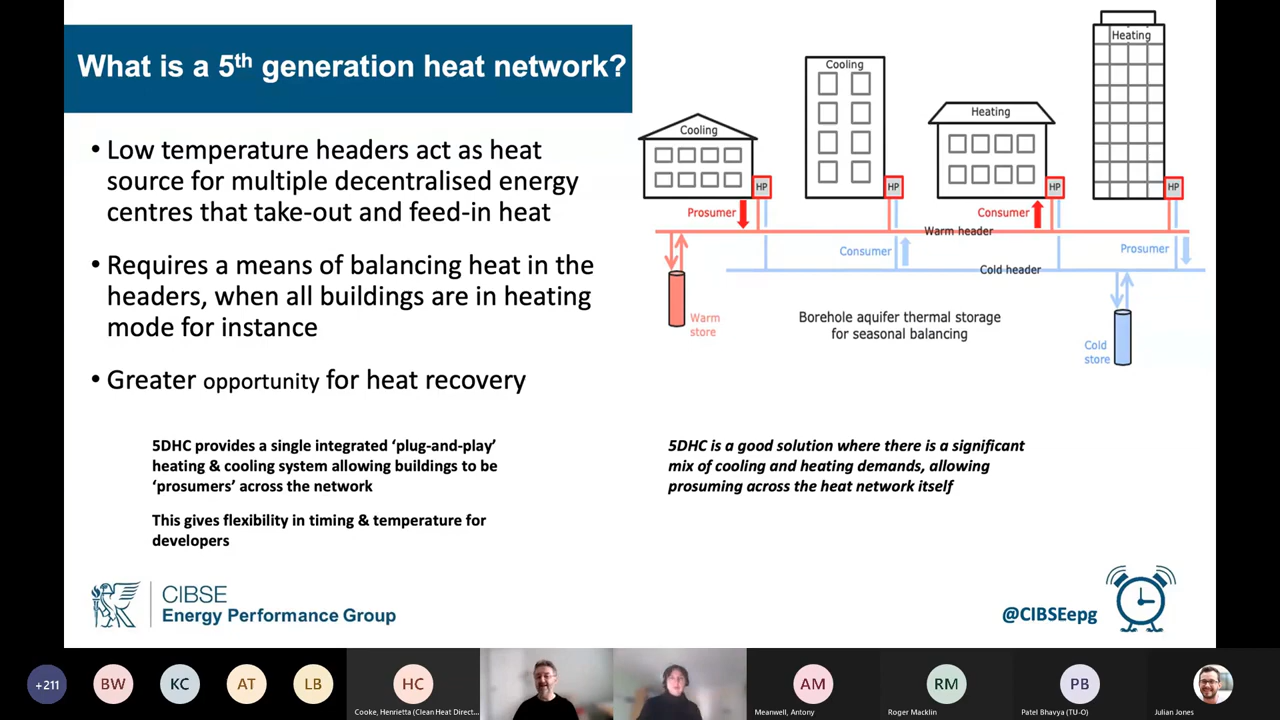 What is a 5th generation heat network?
• Low temperature headers act as heat
source for multiple decentralised energy
centres that take-out and feed-in heat
• Requires a means of balancing heat in the
headers, when all buildings are in heating
mode for instance
• Greater opportunity for heat recovery
5DHC provides a single integrated ‘plug-and-play’
heating & cooling system allowing buildings to be
‘prosumers’ across the network
This gives flexibility in timing & temperature for
developers
Cooling
Cooling
Heating
Heating
HP
HP
HP
HP
Prosumer
Consumer
Warm header
Consumer
Prosumer
Cold header
Warm
store
Borehole aquifer thermal storage
for seasonal balancing
Cold
store
5DHC is a good solution where there is a significant
mix of cooling and heating demands, allowing
prosuming across the heat network itself
CIBSE
Energy Performance Group
@CIBSEepg
+211
BW
KC
AT
LB
HC
Cooke, Henrietta (Clean Heat Direct...
AM
Meanwell, Antony
RM
Roger Macklin
PB
Patel Bhavya (TU-O)
Julian Jones